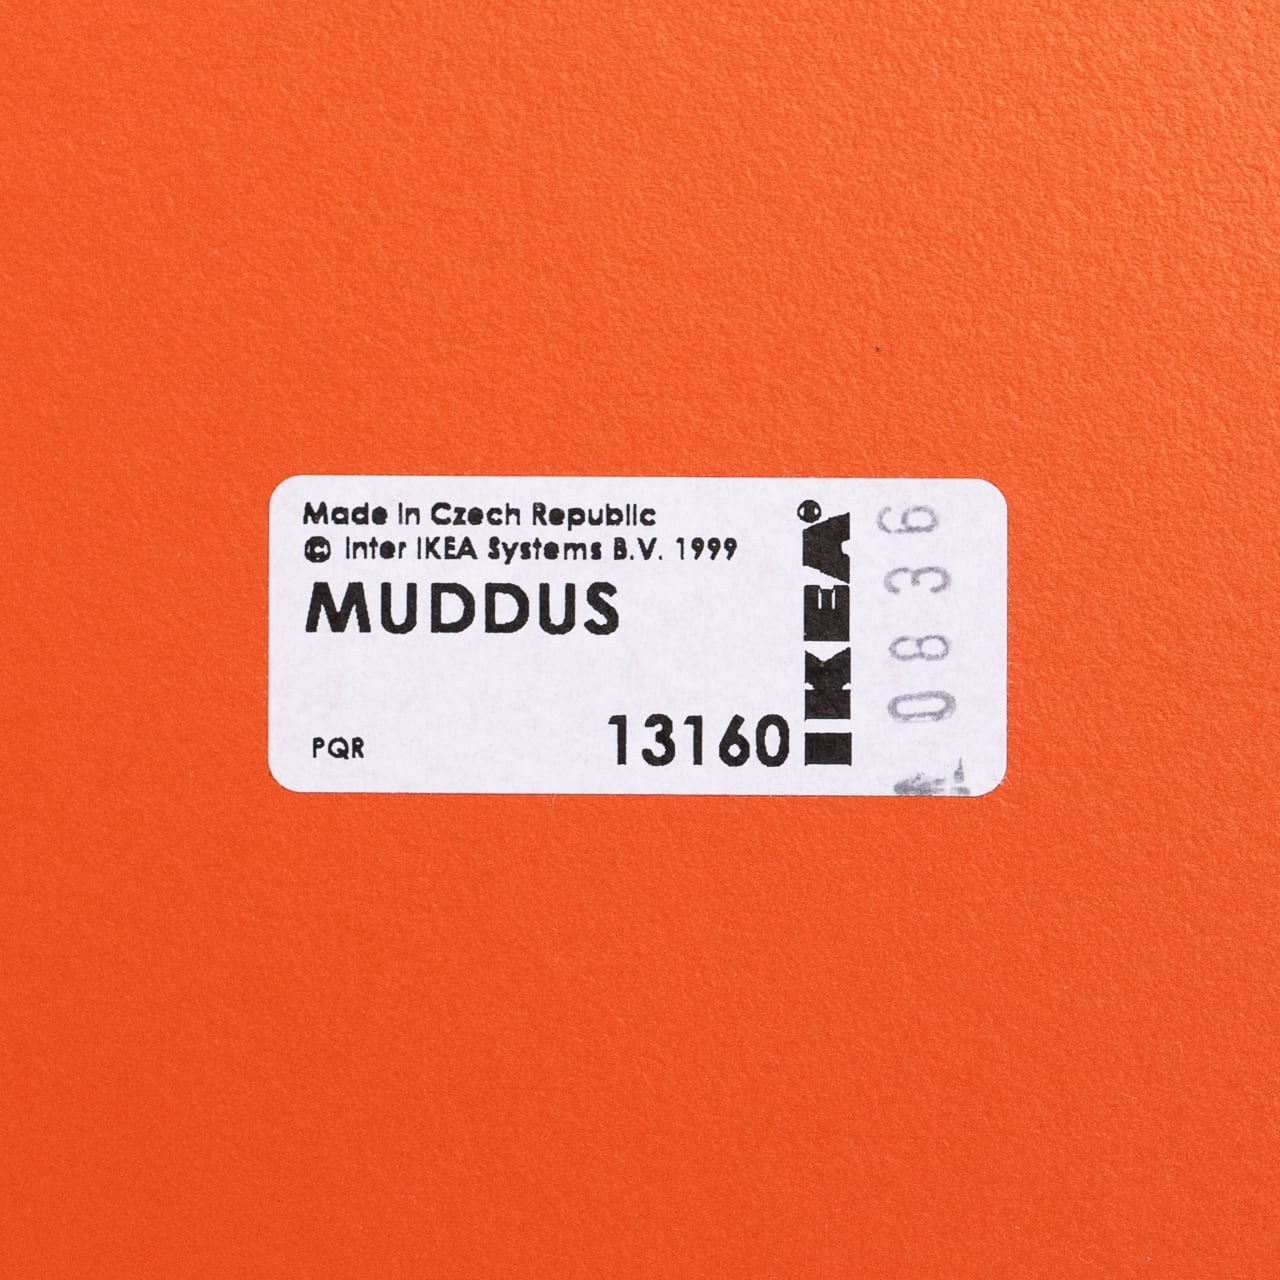 Made in Czech Republic
© Inter IKEA Systems B.V. 1999
MUDDUS
PQR
13160
IKEA®
0836